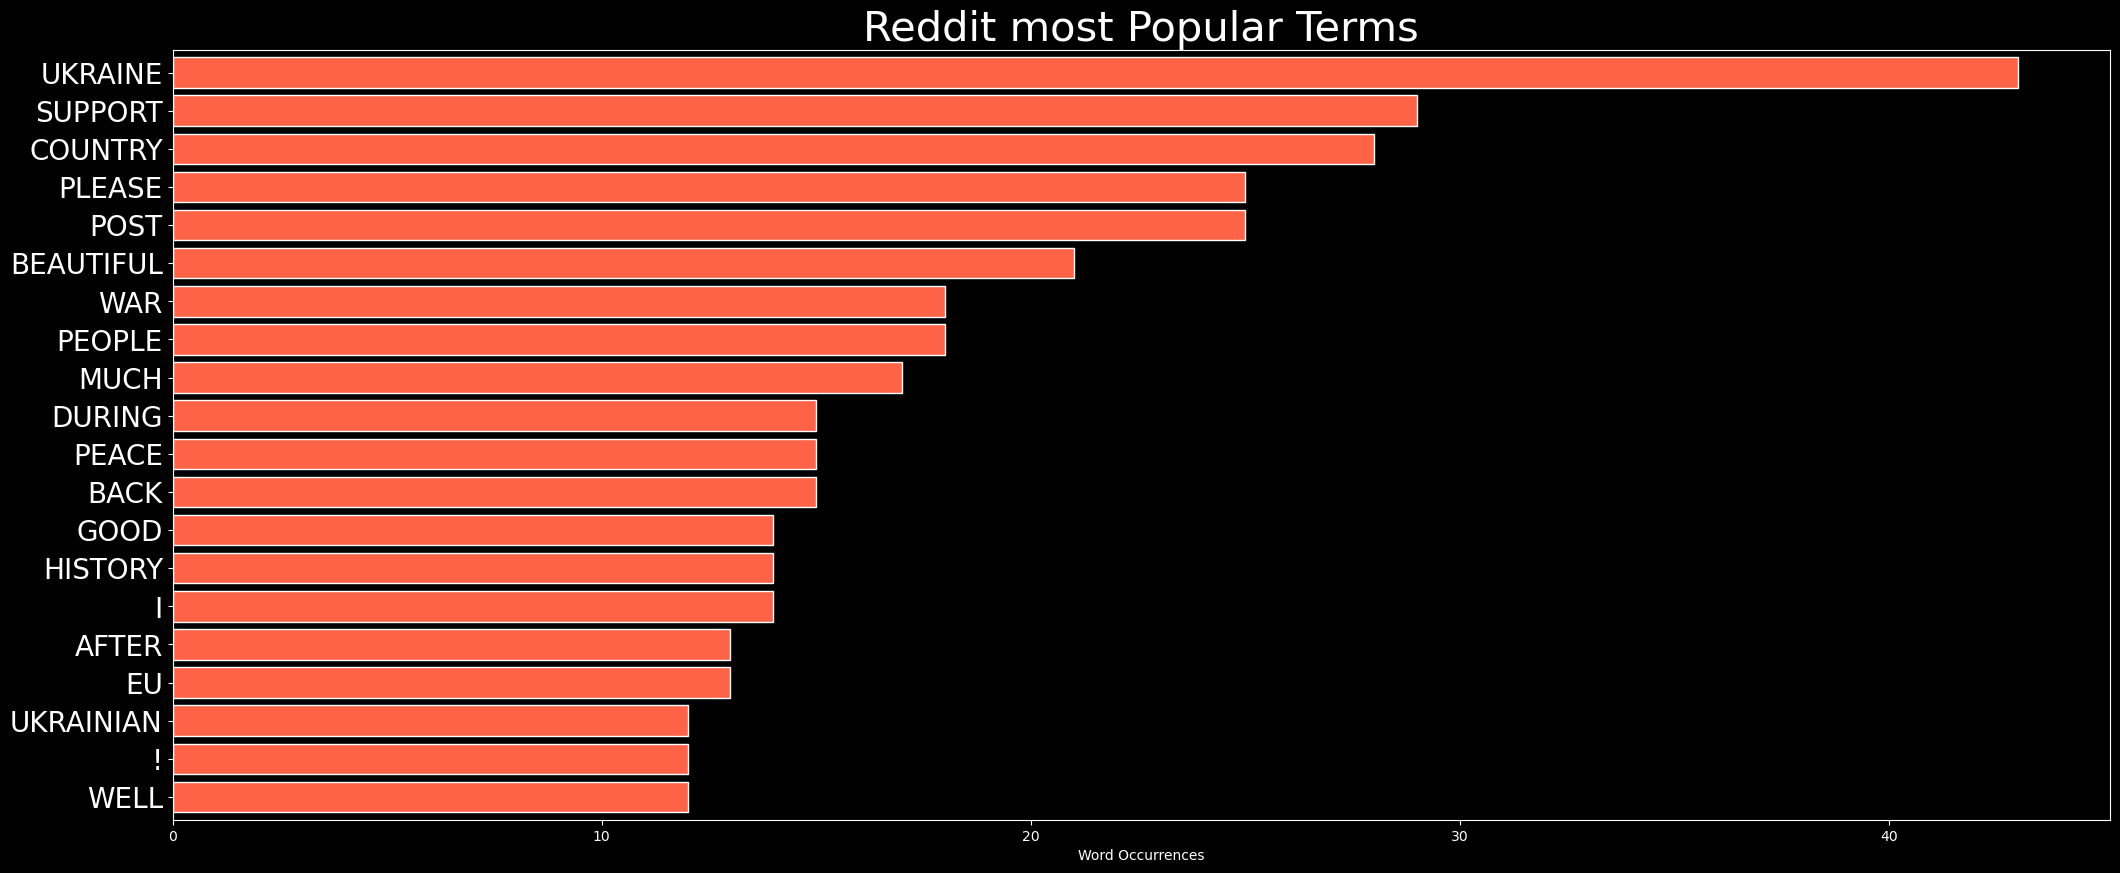 Reddit most Popular Terms
UKRAINE
SUPPORT
COUNTRY
PLEASE
POST
BEAUTIFUL
WAR
PEOPLE
MUCH
DURING
PEACE
BACK
GOOD
HISTORY
I
AFTER
EU
UKRAINIAN
!
WELL
0 10 20 30 40
Word Occurrences